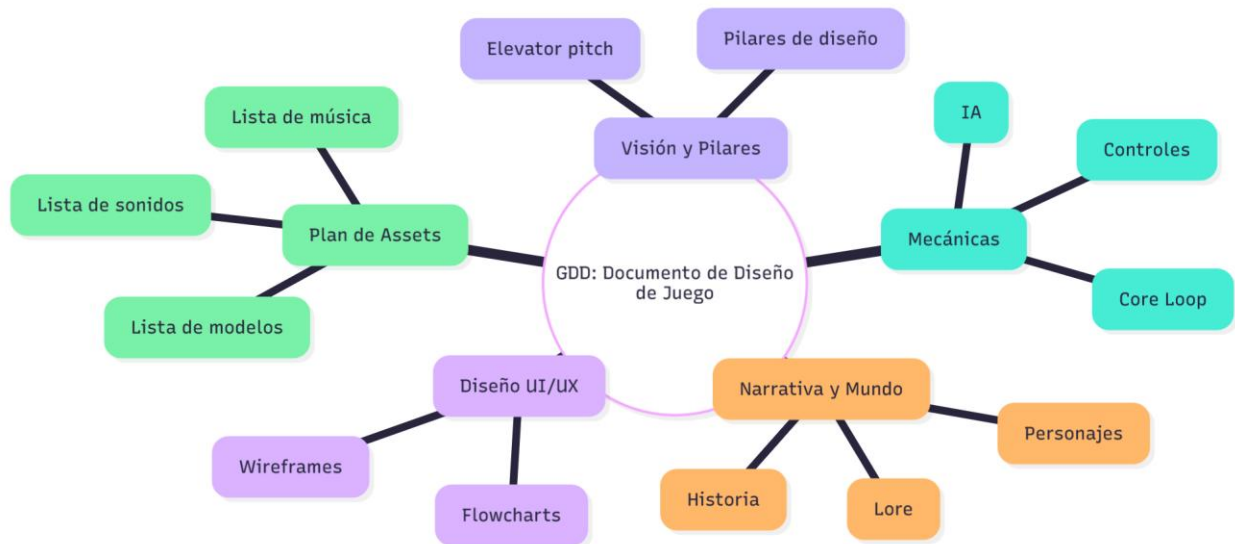 Elevator pitch
Pilares de diseño
Visión y Pilares
Lista de música
Lista de sonidos
Plan de Assets
Lista de modelos
IA
Controles
Mecánicas
Core Loop
GDD: Documento de Diseño
de Juego
Diseño UI/UX
Wireframes
Flowcharts
Narrativa y Mundo
Personajes
Historia
Lore